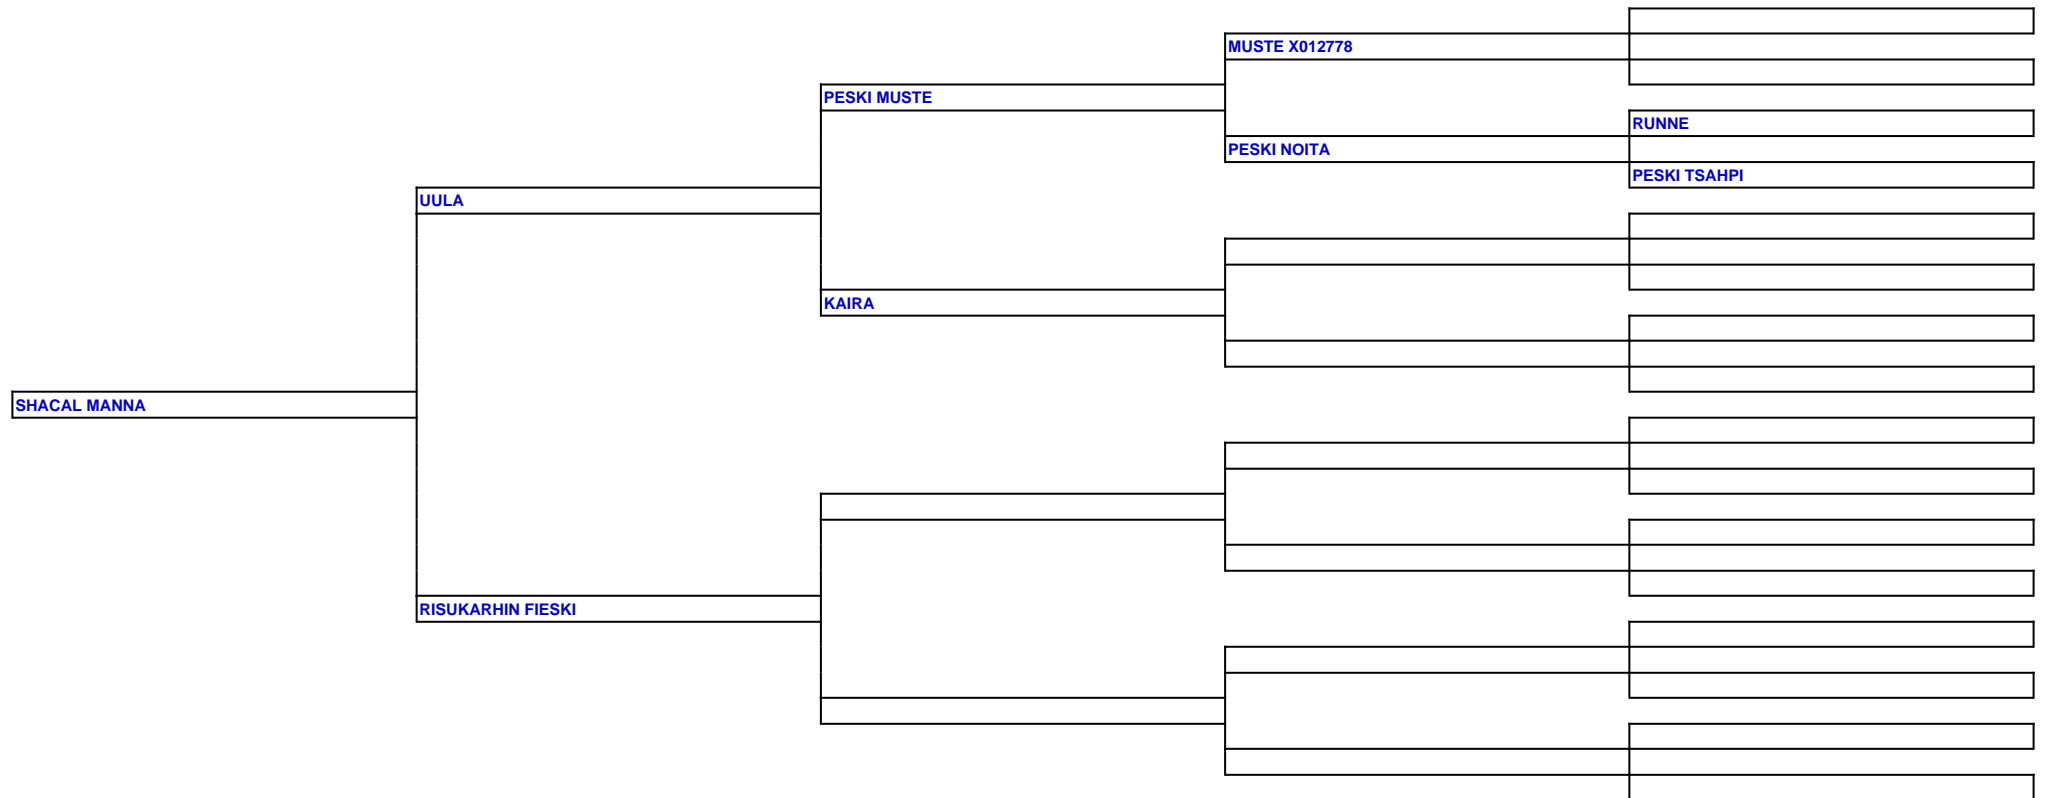 MUSTE X012778
PESKI MUSTE
RUNNE
PESKI NOITA
PESKI TSAHPI
UULA
KAIRA
SHACAL MANNA
RISUKARHIN FIESKI